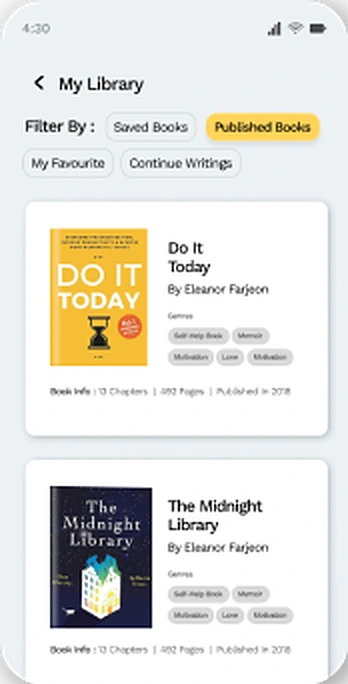 4:30
My Library
Filter By :
Saved Books
Published Books
My Favourite
Continue Writings
DO IT
TODAY
Do It
Today
By Eleanor Farjeon
Genres
Self-Help Book
Memoir
Motivation
Love
Motivation
Book Info : 13 Chapters | 492 Pages | Published in 2018
The
Midnight
Library
The Midnight
Library
By Eleanor Farjeon
Genres
Self-Help Book
Memoir
Motivation
Love
Motivation
Book Info : 13 Chapters | 492 Pages | Published in 2018